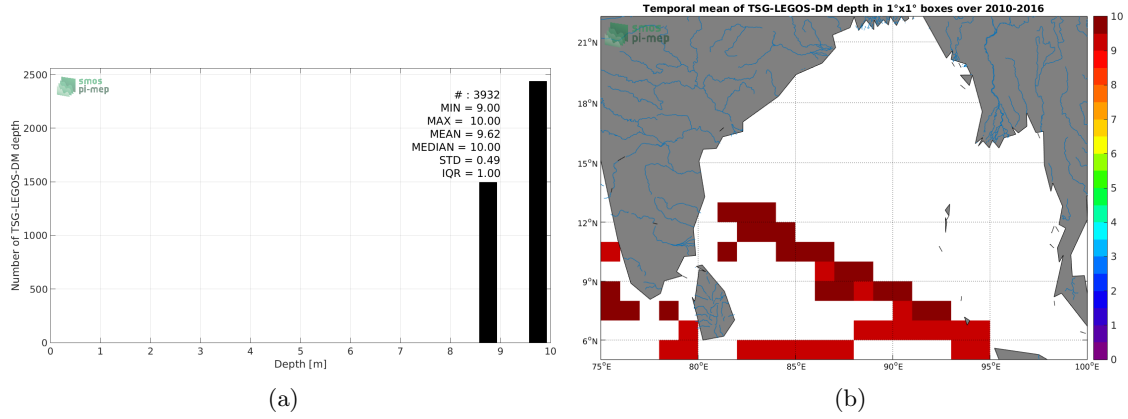 smos
pi-mep
# : 3932
MIN = 9.00
MAX = 10.00
MEAN = 9.62
MEDIAN = 10.00
STD = 0.49
IQR = 1.00
Number of TSG-LEGOS-DM depth
2500
2000
1500
1000
500
0
0 1 2 3 4 5 6 7 8 9 10
Depth [m]
(a)
Temporal mean of TSG-LEGOS-DM depth in 1°x1° boxes over 2010-2016
smos
pi-mep
21°N
18°N
15°N
12°N
9°N
6°N
75°E 80°E 85°E 90°E 95°E 100°E
10
9
8
7
6
5
4
3
2
1
0
(b)